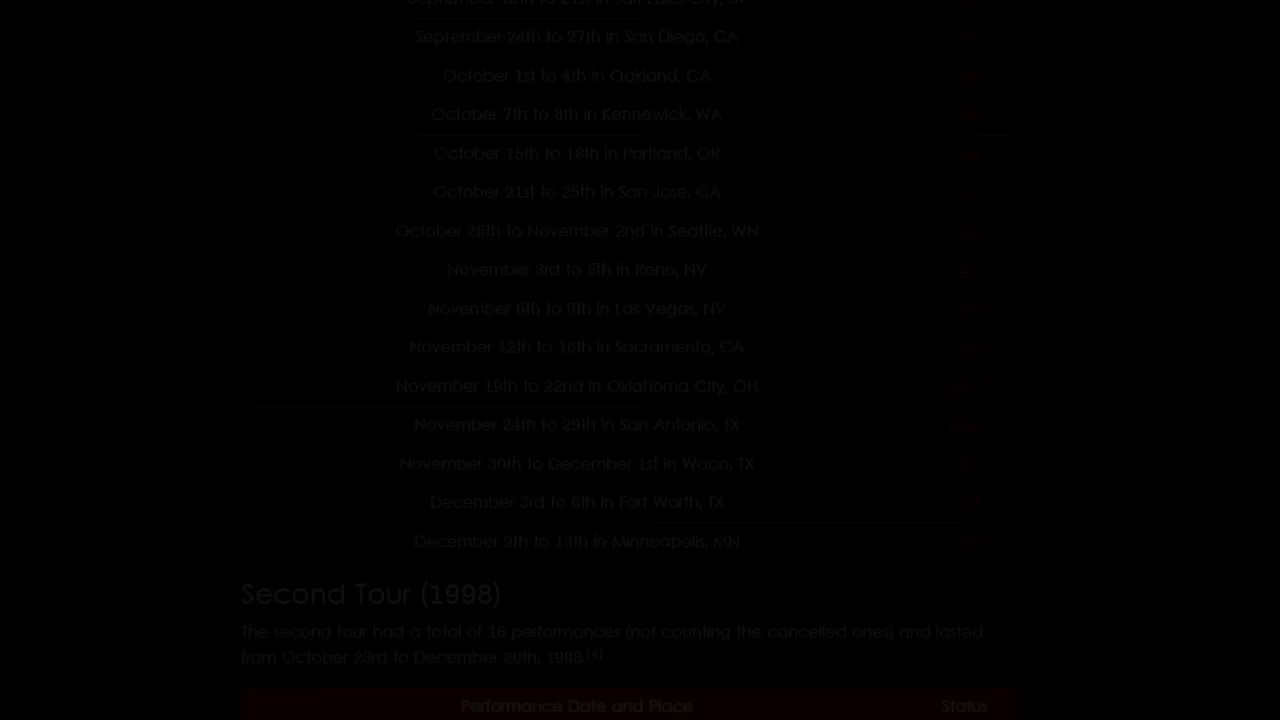 September 24th to 27th in San Diego, CA
October 1st to 4th in Oakland, CA
October 7th to 8th in Kennewick, WA
October 15th to 18th in Portland, OR
October 21st to 25th in San Jose, CA
October 28th to November 2nd in Seattle, WN
November 3rd to 5th in Reno, NV
November 6th to 9th in Las Vegas, NV
November 12th to 16th in Sacramento, CA
November 19th to 22nd in Oklahoma City, OH
November 24th to 29th in San Antonio, TX
November 30th to December 1st in Waco, TX
December 3rd to 6th in Fort Worth, TX
December 9th to 13th in Minneapolis, MN
Second Tour (1998)
The second tour had a total of 16 performances (not counting the cancelled ones) and lasted
from October 23rd to December 20th, 1998.[4]
Performance Date and Place Status